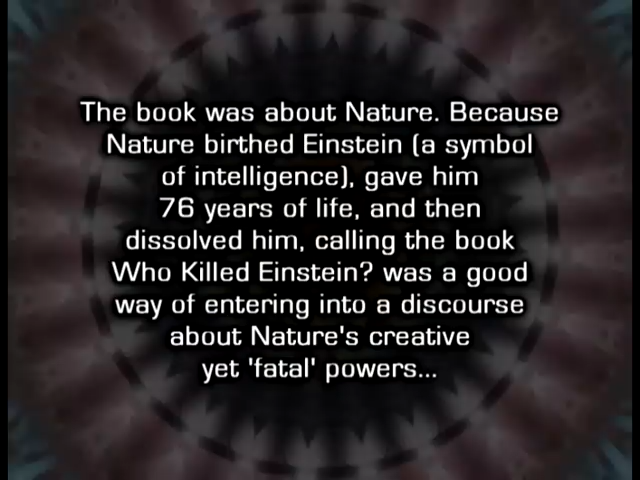 The book was about Nature. Because
Nature birthed Einstein (a symbol
of intelligence), gave him
76 years of life, and then
dissolved him, calling the book
Who Killed Einstein? was a good
way of entering into a discourse
about Nature's creative
yet 'fatal' powers...